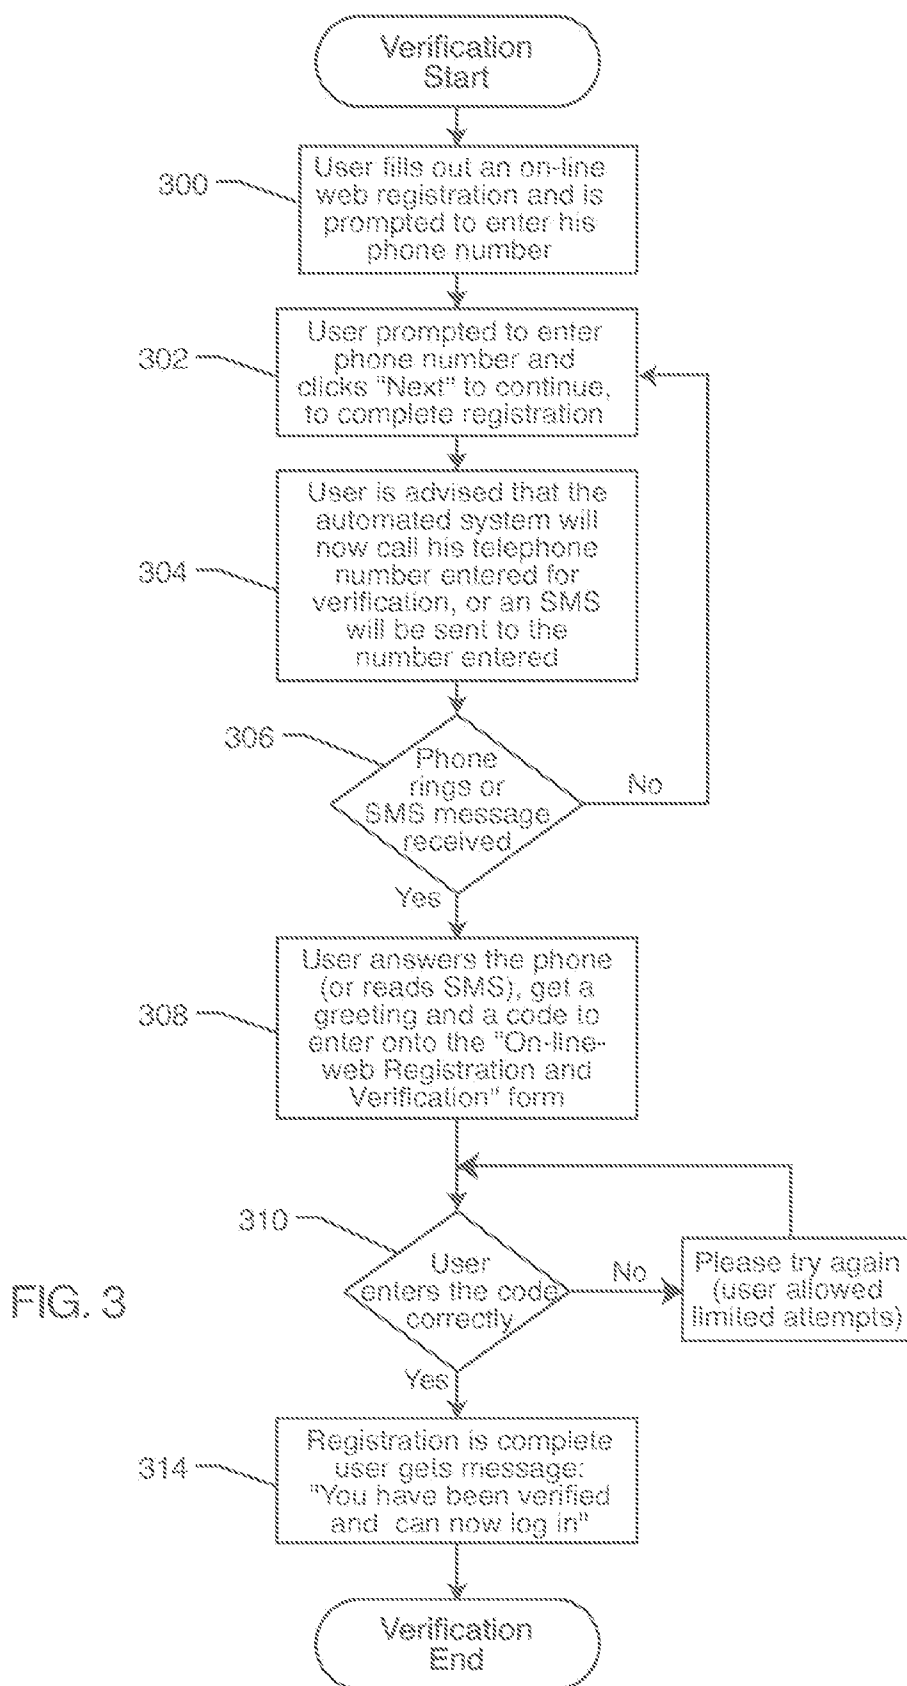 Verification
Start
300
User fills out an on-line
web registration and is
prompted to enter his
phone number
302
User prompted to enter
phone number and
clicks "Next" to continue,
to complete registration
304
User is advised that the
automated system will
now call his telephone
number entered for
verification, or an SMS
will be sent to the
number entered
306
Phone
rings or
SMS message
received
No
Yes
308
User answers the phone
(or reads SMS), get a
greeting and a code to
enter onto the "On-line-
web Registration and
Verification" form
310
User
enters the code
correctly
No
Please try again
(user allowed
limited attempts)
FIG. 3
Yes
314
Registration is complete
user gets message:
"You have been verified
and can now log in"
Verification
End